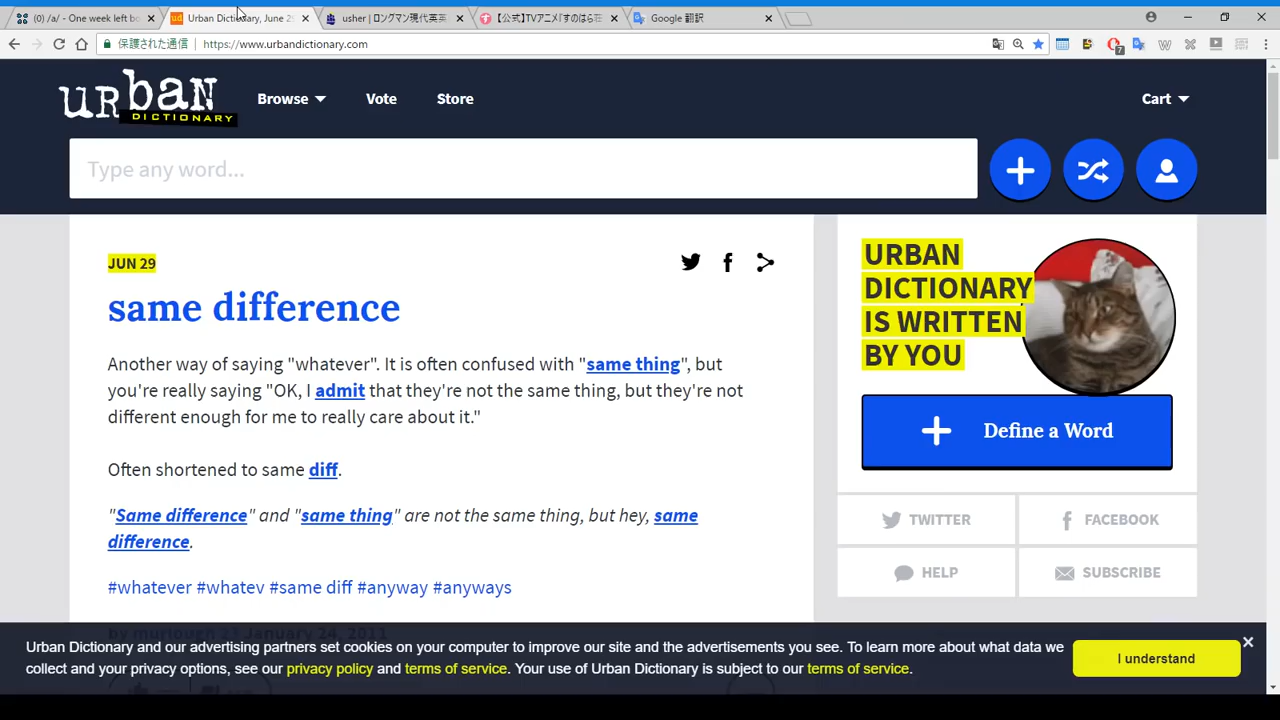 (0) /a/ - One week left bo
Urban Dictionary, June 2
usher | ロングマン現代英英
【公式】TVアニメ『すのはら荘
Google 翻訳
保護された通信
https://www.urbandictionary.com
7
URBAN
DICTIONARY
Browse
Vote
Store
Cart
Type any word...
JUN 29
same difference
Another way of saying "whatever". It is often confused with "same thing", but
you're really saying "OK, I admit that they're not the same thing, but they're not
different enough for me to really care about it."
Often shortened to same diff.
"Same difference" and "same thing" are not the same thing, but hey, same
difference.
#whatever #whatev #same diff #anyway #anyways
URBAN
DICTIONARY
IS WRITTEN
BY YOU
Define a Word
TWITTER
FACEBOOK
HELP
SUBSCRIBE
Urban Dictionary and our advertising partners set cookies on your computer to improve our site and the advertisements you see. To learn more about what data we
collect and your privacy options, see our privacy policy and terms of service. Your use of Urban Dictionary is subject to our terms of service.
I understand